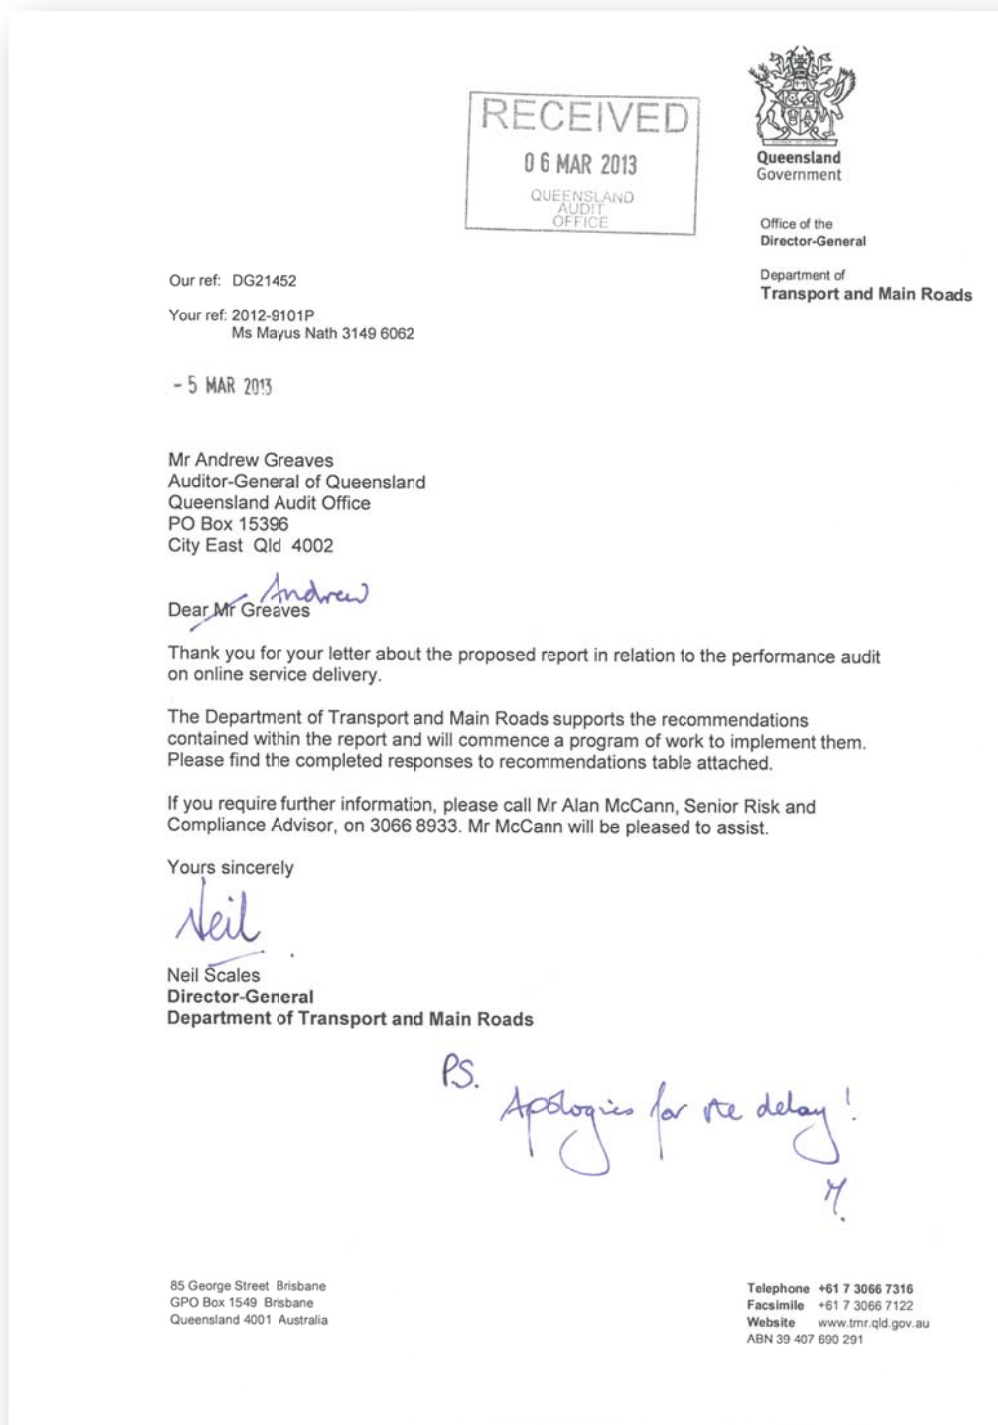 RECEIVED
06 MAR 2013
QUEENSLAND
AUDIT
OFFICE
Queensland
Government
Office of the
Director-General
Department of
Transport and Main Roads
Our ref: DG21452
Your ref: 2012-9101P
Ms Mayus Nath 3149 6062
- 5 MAR 2013
Mr Andrew Greaves
Auditor-General of Queensland
Queensland Audit Office
PO Box 15396
City East Qld 4002
Andrew
Dear Mr Greaves
Thank you for your letter about the proposed report in relation to the performance audit
on online service delivery.
The Department of Transport and Main Roads supports the recommendations
contained within the report and will commence a program of work to implement them.
Please find the completed responses to recommendations table attached.
If you require further information, please call Mr Alan McCann, Senior Risk and
Compliance Advisor, on 3066 8933. Mr McCann will be pleased to assist.
Yours sincerely
Neil
Neil Scales
Director-General
Department of Transport and Main Roads
P.S.
Apologies for the delay!
N.
85 George Street Brisbane
GPO Box 1549 Brisbane
Queensland 4001 Australia
Telephone +61 7 3066 7316
Facsimile +61 7 3066 7122
Website www.tmr.qld.gov.au
ABN 39 407 690 291